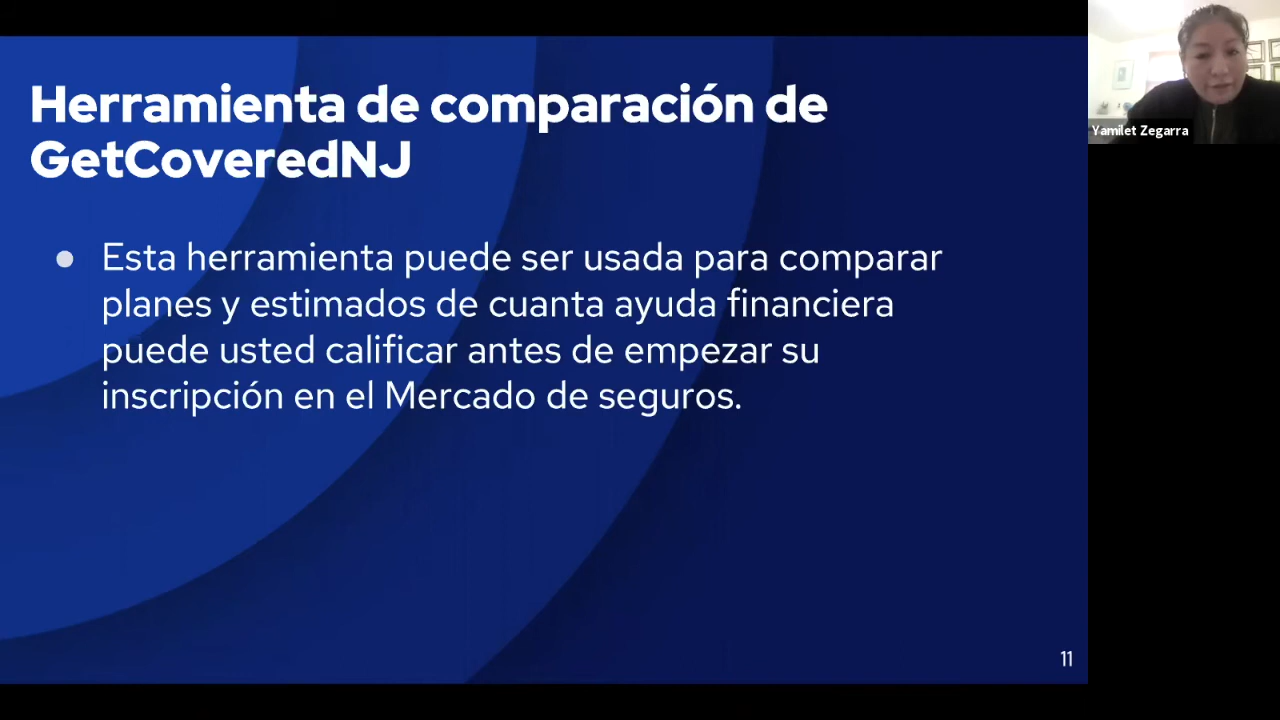 Herramienta de comparación de
GetCoveredNJ
● Esta herramienta puede ser usada para comparar
planes y estimados de cuanta ayuda financiera
puede usted calificar antes de empezar su
inscripción en el Mercado de seguros.
11
Yamilet Zegarra